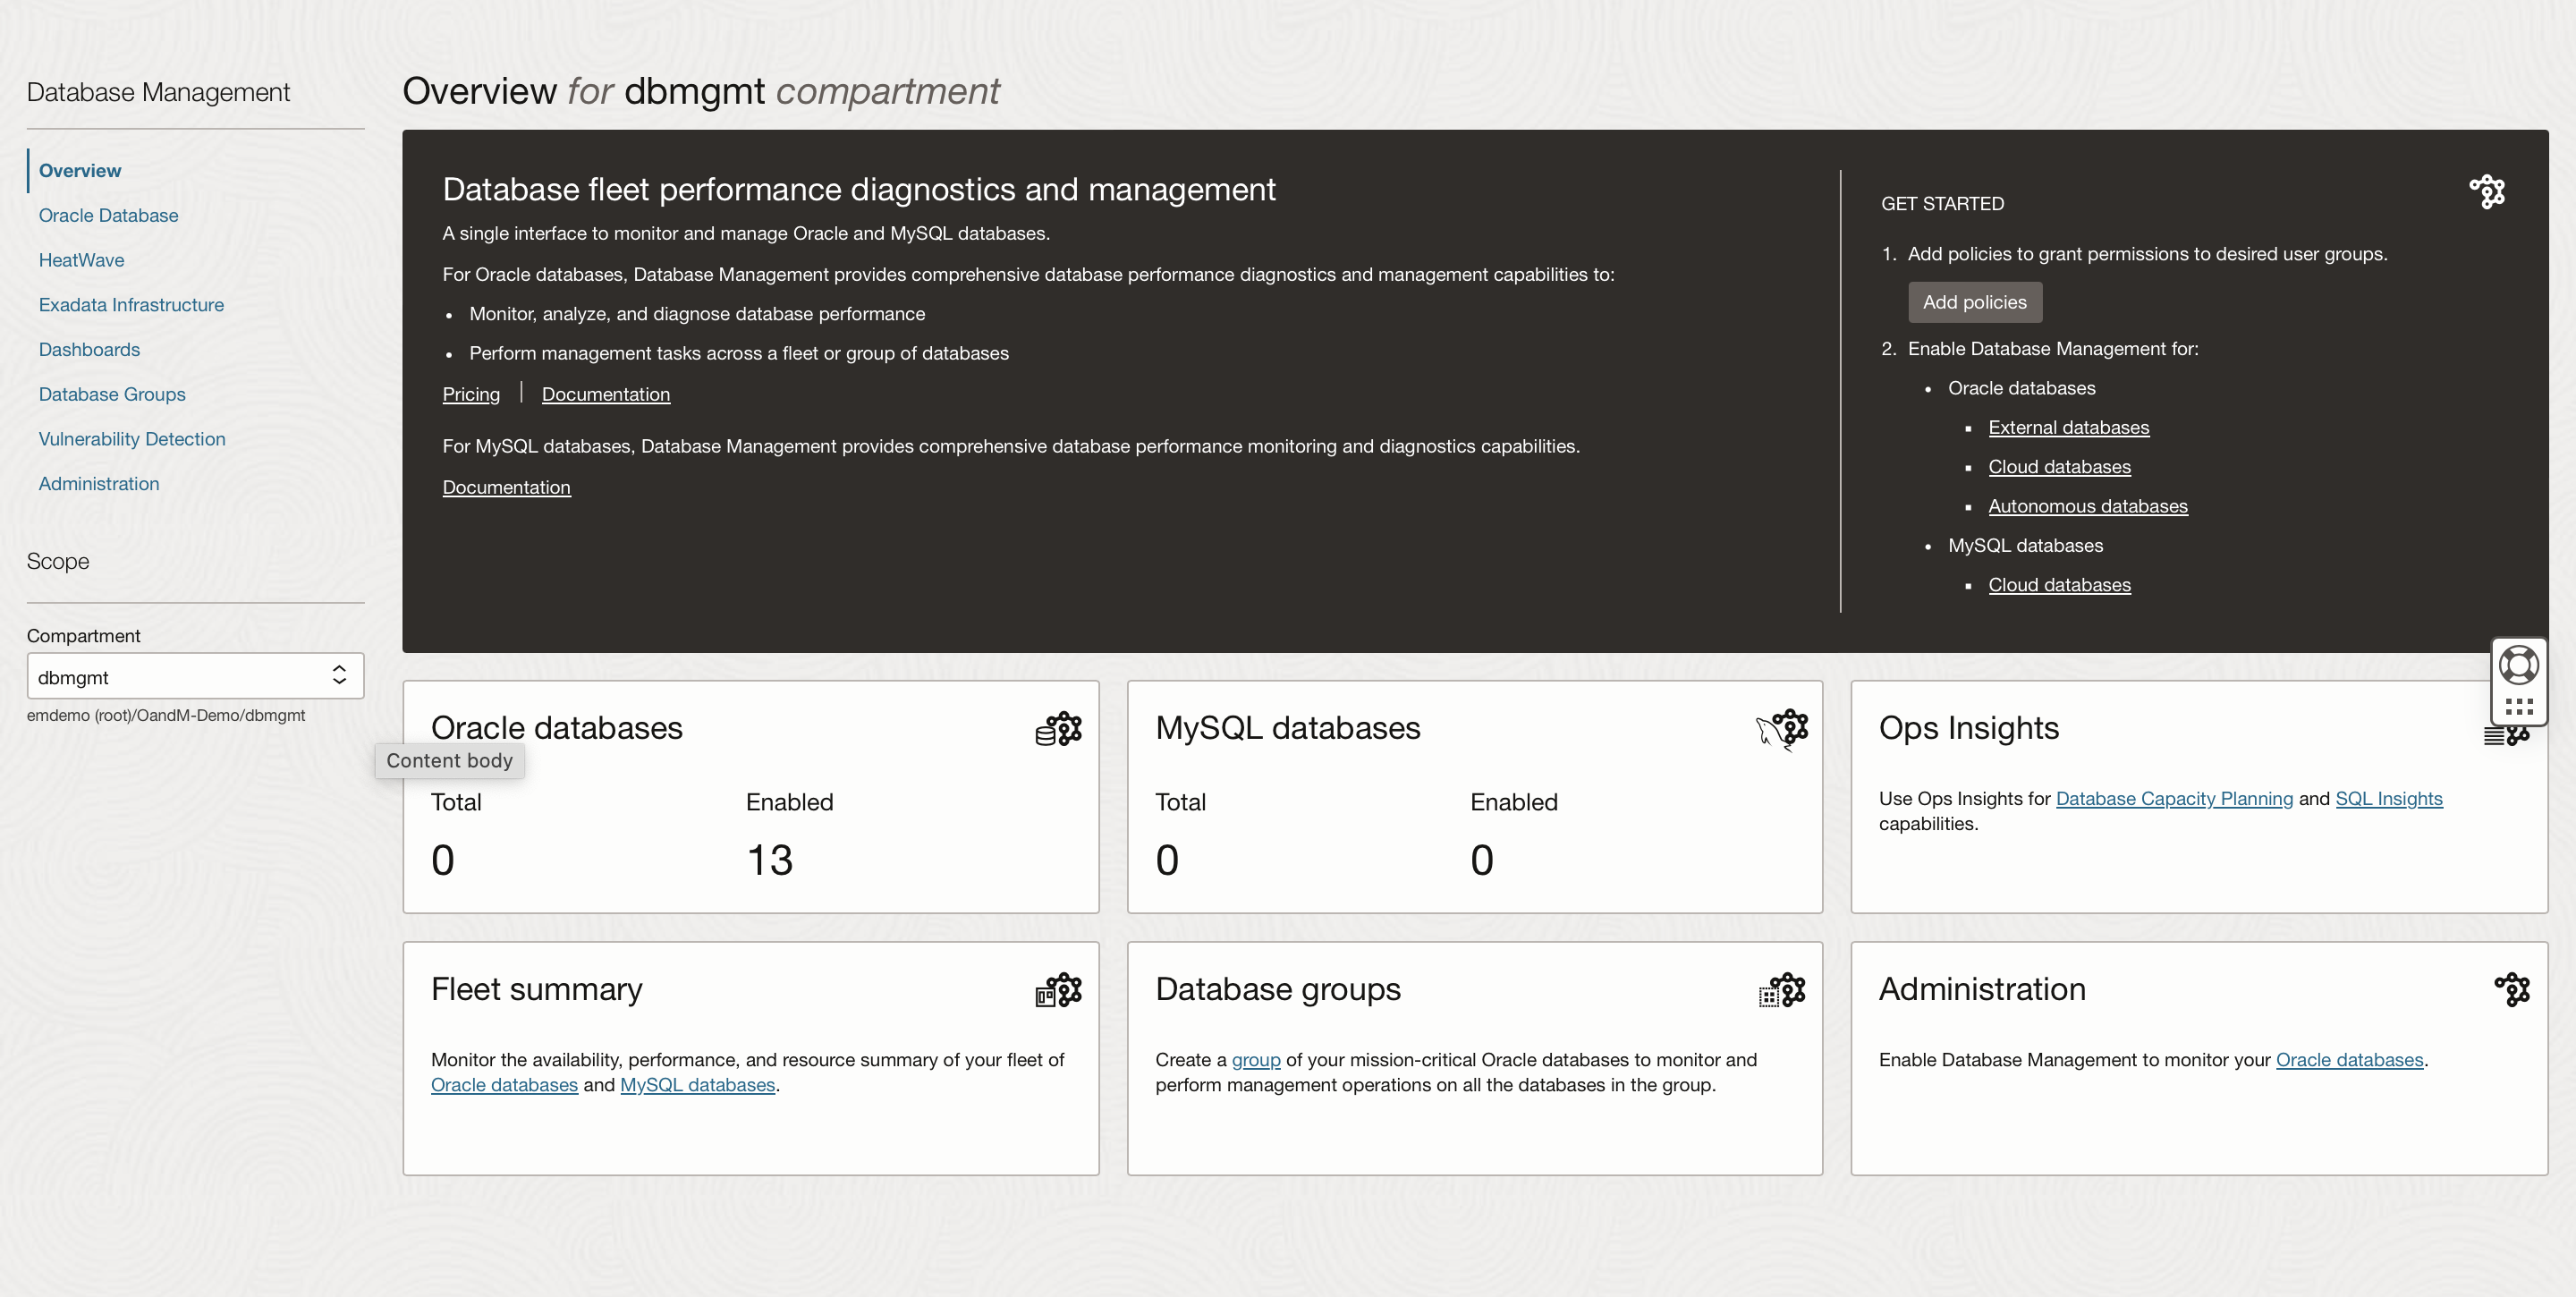 Database Management
Overview
Oracle Database
HeatWave
Exadata Infrastructure
Dashboards
Database Groups
Vulnerability Detection
Administration
Scope
Compartment
dbmgmt
emdemo (root)/OandM-Demo/dbmgmt
Overview for dbmgmt compartment
Database fleet performance diagnostics and management
A single interface to monitor and manage Oracle and MySQL databases.
For Oracle databases, Database Management provides comprehensive database performance diagnostics and management capabilities to:
• Monitor, analyze, and diagnose database performance
• Perform management tasks across a fleet or group of databases
Pricing | Documentation
For MySQL databases, Database Management provides comprehensive database performance monitoring and diagnostics capabilities.
Documentation
GET STARTED
1. Add policies to grant permissions to desired user groups.
Add policies
2. Enable Database Management for:
• Oracle databases
▪ External databases
▪ Cloud databases
▪ Autonomous databases
• MySQL databases
▪ Cloud databases
Oracle databases
Content body
Total Enabled
0 13
MySQL databases
Total Enabled
0 0
Ops Insights
Use Ops Insights for Database Capacity Planning and SQL Insights
capabilities.
Fleet summary
Monitor the availability, performance, and resource summary of your fleet of
Oracle databases and MySQL databases.
Database groups
Create a group of your mission-critical Oracle databases to monitor and
perform management operations on all the databases in the group.
Administration
Enable Database Management to monitor your Oracle databases.